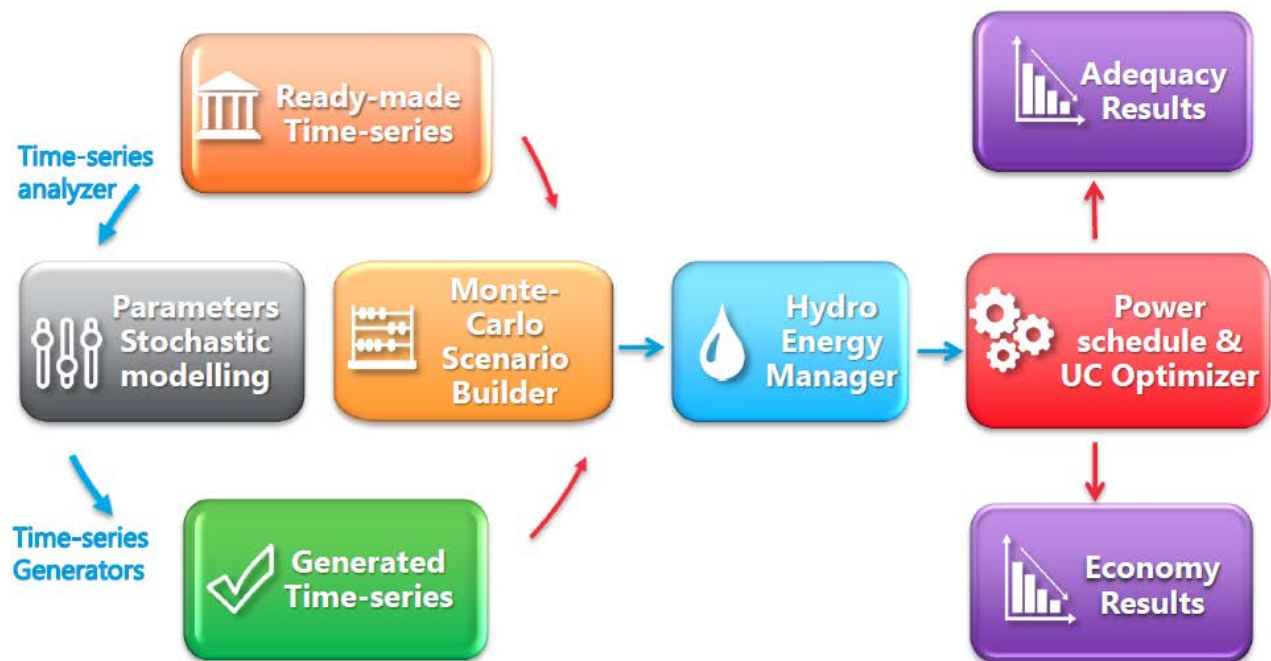 Ready-made
Time-series
Time-series
analyzer
Parameters
Stochastic
modelling
Time-series
Generators
Generated
Time-series
Monte-
Carlo
Scenario
Builder
Hydro
Energy
Manager
Power
schedule &
UC Optimizer
Adequacy
Results
Economy
Results